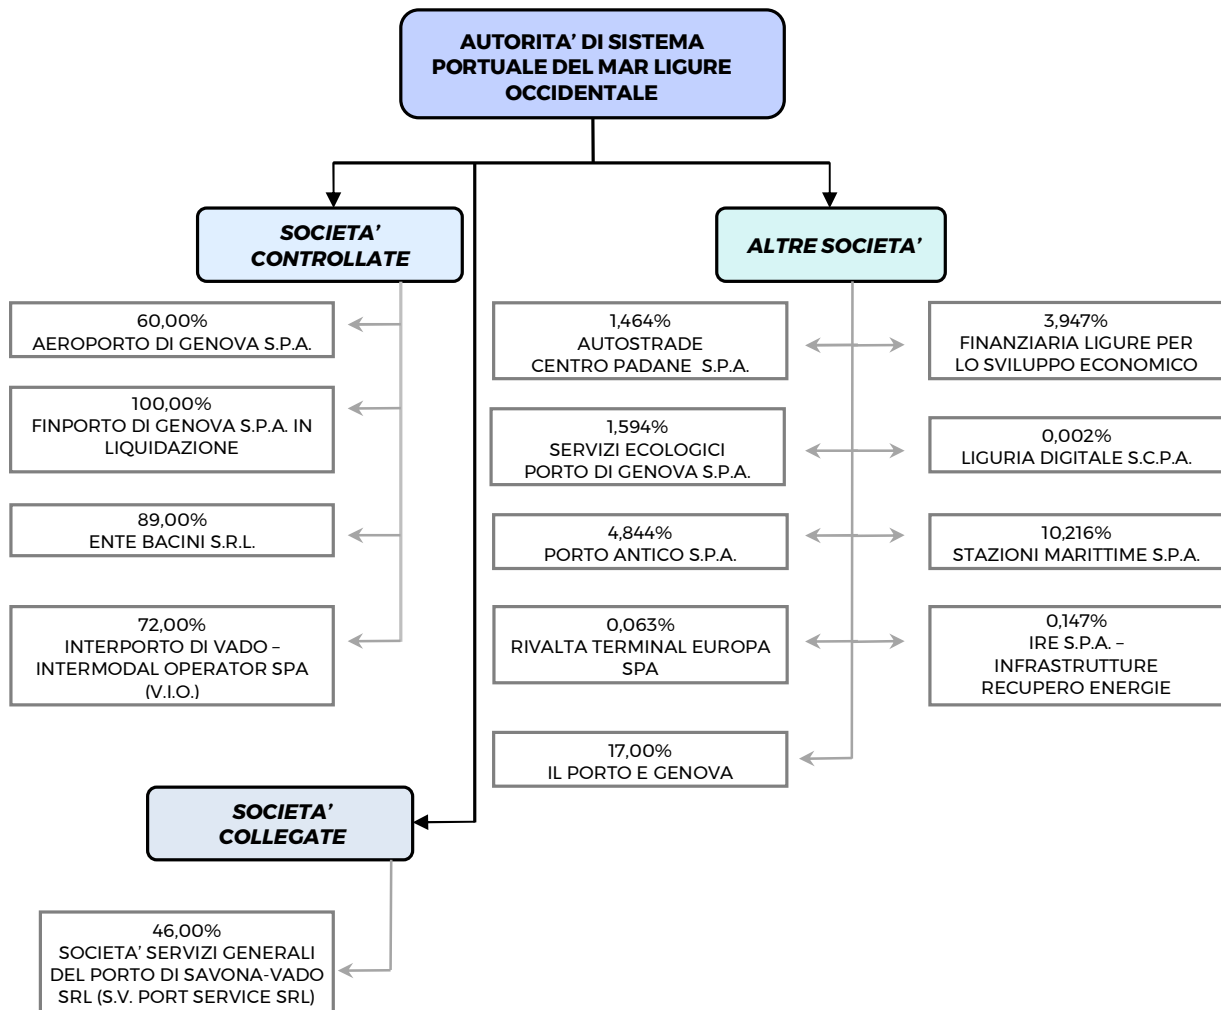 AUTORITA’ DI SISTEMA
PORTUALE DEL MAR LIGURE
OCCIDENTALE
SOCIETA’
CONTROLLATE
60,00%
AEROPORTO DI GENOVA S.P.A.
100,00%
FINPORTO DI GENOVA S.P.A. IN
LIQUIDAZIONE
89,00%
ENTE BACINI S.R.L.
72,00%
INTERPORTO DI VADO –
INTERMODAL OPERATOR SPA
(V.I.O.)
ALTRE SOCIETA’
1,464%
AUTOSTRADE
CENTRO PADANE S.P.A.
3,947%
FINANZIARIA LIGURE PER
LO SVILUPPO ECONOMICO
1,594%
SERVIZI ECOLOGICI
PORTO DI GENOVA S.P.A.
0,002%
LIGURIA DIGITALE S.C.P.A.
4,844%
PORTO ANTICO S.P.A.
10,216%
STAZIONI MARITTIME S.P.A.
0,063%
RIVALTA TERMINAL EUROPA
SPA
0,147%
IRE S.P.A. –
INFRASTRUTTURE
RECUPERO ENERGIE
17,00%
IL PORTO E GENOVA
SOCIETA’
COLLEGATE
46,00%
SOCIETA’ SERVIZI GENERALI
DEL PORTO DI SAVONA-VADO
SRL (S.V. PORT SERVICE SRL)